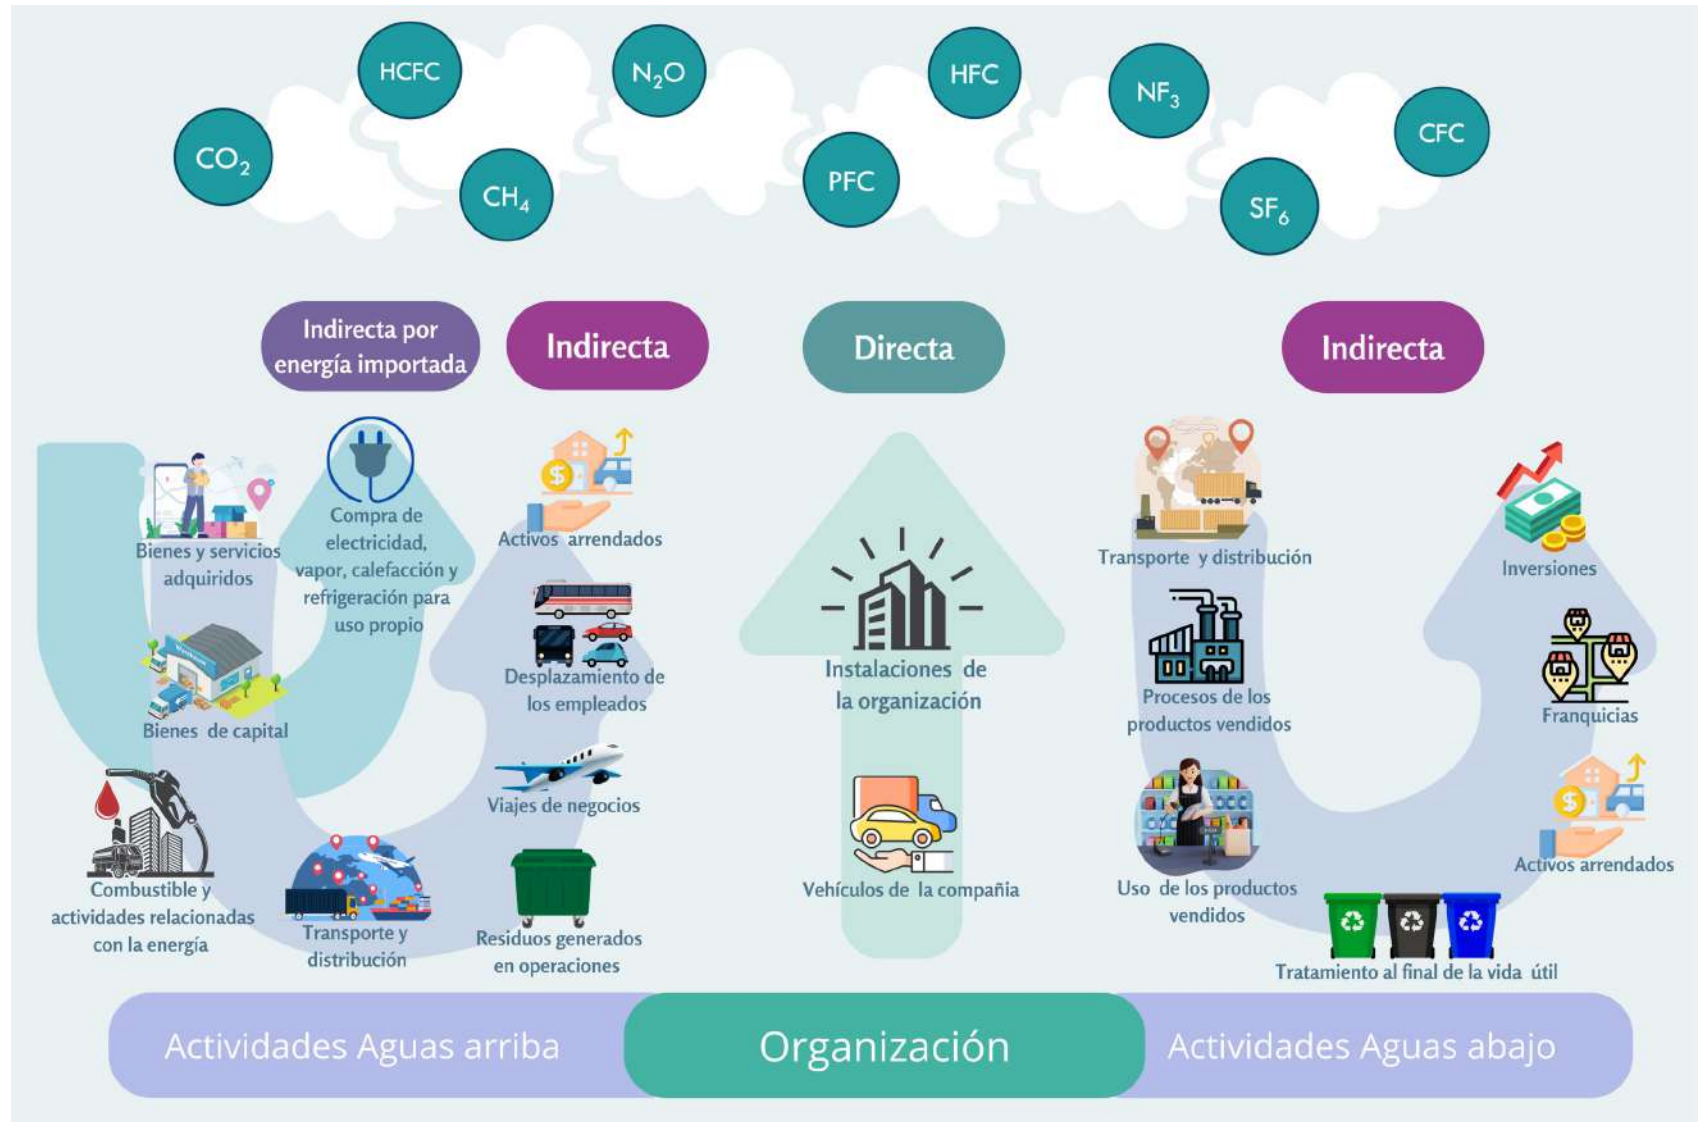 HCFC
N₂O
HFC
NF₃
CO₂
CH₄
PFC
SF₆
CFC
Indirecta por
energía importada
Indirecta
Directa
Indirecta
Bienes y servicios
adquiridos
Compra de
electricidad,
vapor, calefacción y
refrigeración para
uso propio
Activos arrendados
Bienes de capital
Desplazamiento de
los empleados
Combustible y
actividades relacionadas
con la energía
Transporte y
distribución
Viajes de negocios
Residuos generados
en operaciones
Instalaciones de
la organización
Vehículos de la compañia
Transporte y distribución
Procesos de los
productos vendidos
Uso de los productos
vendidos
Tratamiento al final de la vida útil
Inversiones
Franquicias
Activos arrendados
Actividades Aguas arriba
Organización
Actividades Aguas abajo